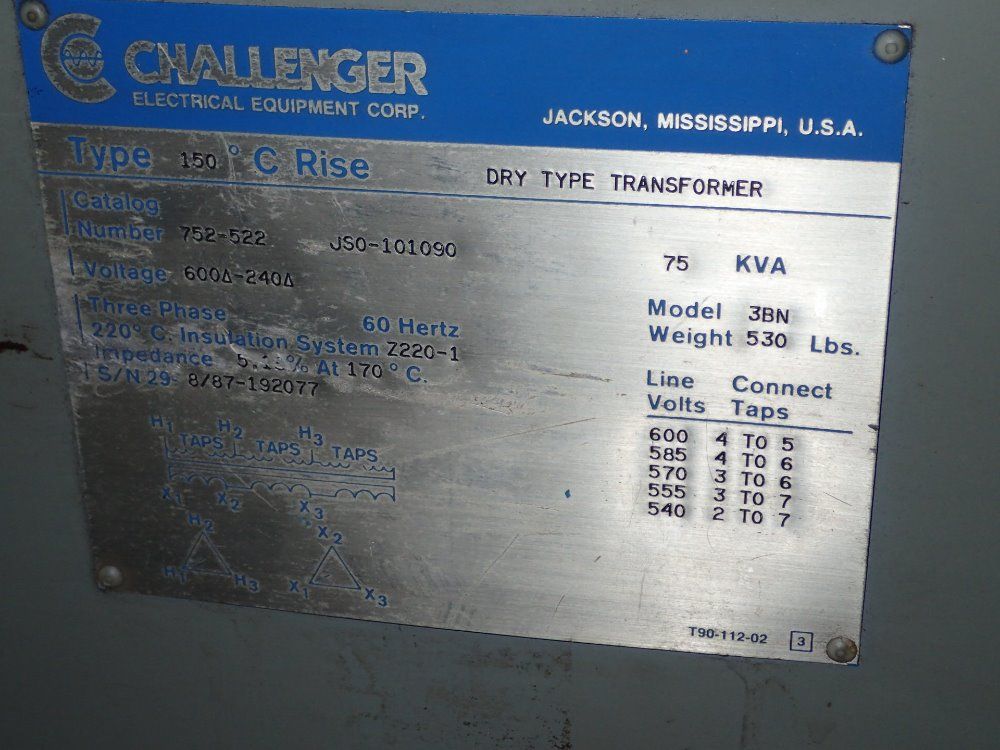 CHALLENGER
ELECTRICAL EQUIPMENT CORP.
JACKSON, MISSISSIPPI, U.S.A.
Type 150 °C Rise DRY TYPE TRANSFORMER
Catalog
Number 752-522 JSO-101090
75 KVA
Voltage 600Δ-240Δ
Model 3BN
Three Phase 60 Hertz
Weight 530 Lbs.
220° C. Insulation System Z220-1
Impedance % At 170° C.
S/N 29- 8/87-192077
Line Connect
Volts Taps
600 4 TO 5
585 4 TO 6
570 3 TO 6
555 3 TO 7
540 2 TO 7
H1 H2 H3
TAPS TAPS TAPS
X1 X2 X3
H2 X2
H1 H3 X1 X3
T90-112-02 3